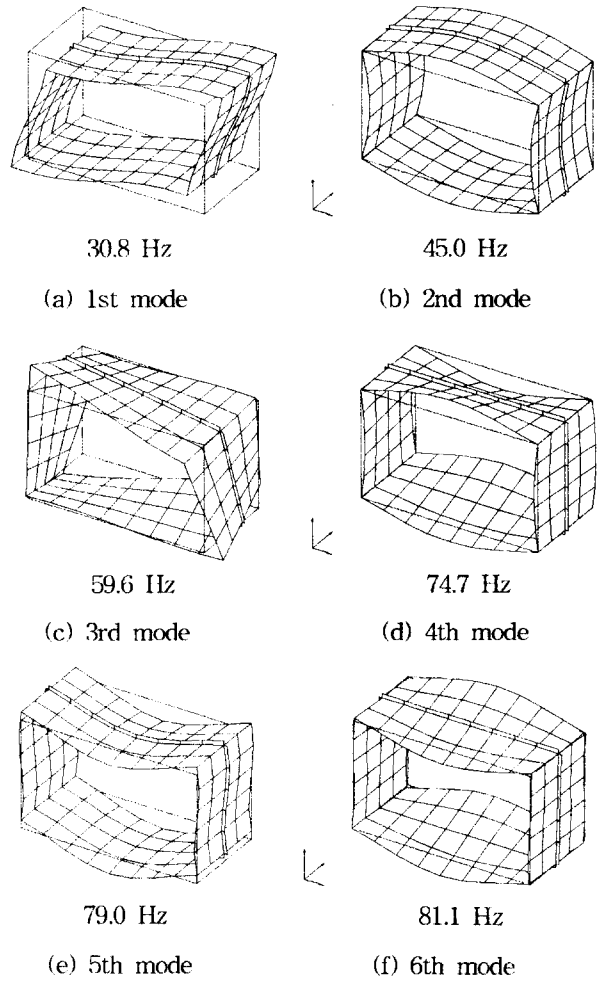 30.8 Hz
45.0 Hz
(a) 1st mode
(b) 2nd mode
59.6 Hz
74.7 Hz
(c) 3rd mode
(d) 4th mode
79.0 Hz
81.1 Hz
(e) 5th mode
(f) 6th mode